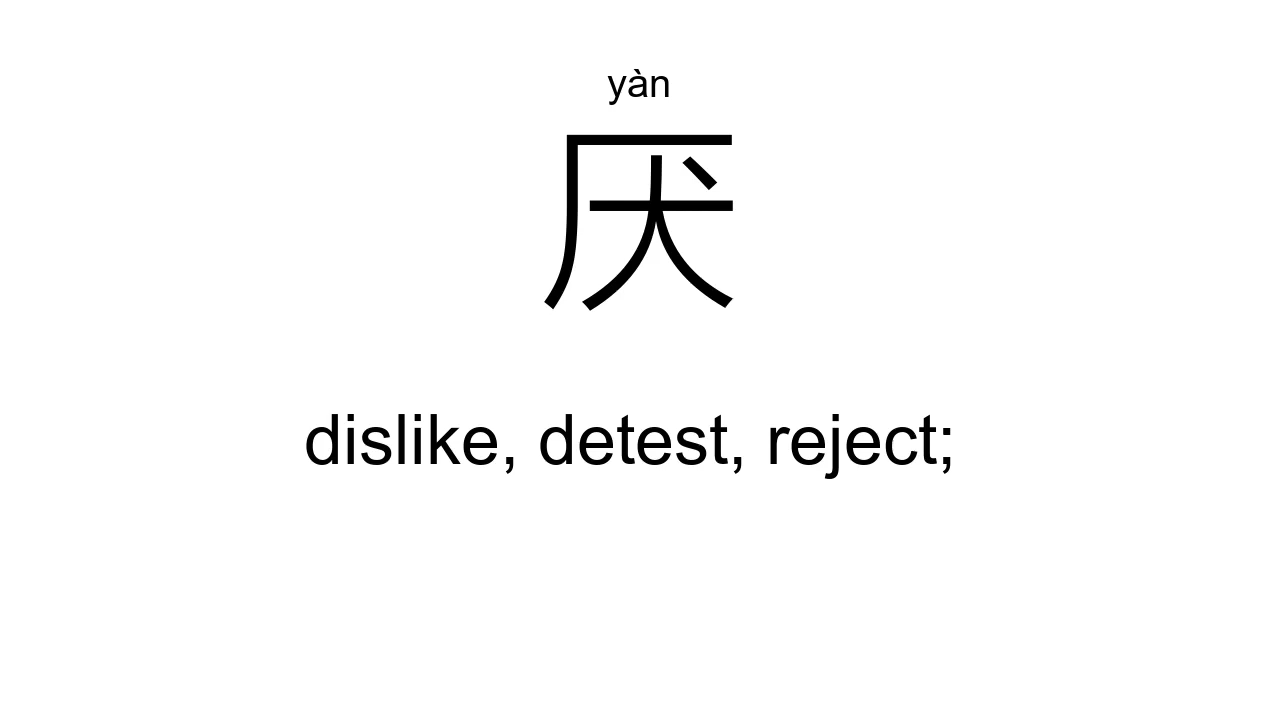 yàn
厌
dislike, detest, reject;